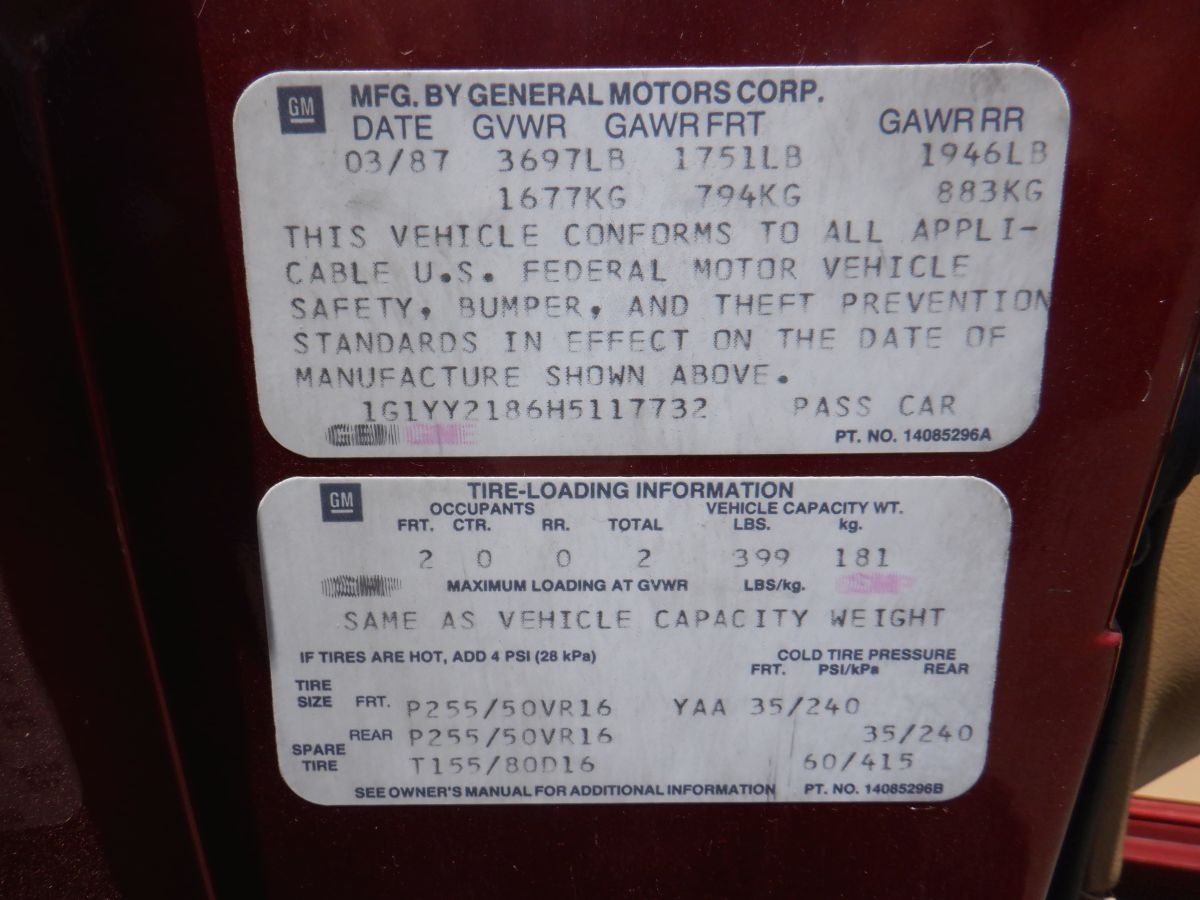 GM MFG. BY GENERAL MOTORS CORP.
DATE GVWR GAWR FRT GAWR RR
03/87 3697LB 1751LB 1946LB
1677KG 794KG 883KG
THIS VEHICLE CONFORMS TO ALL APPLI-
CABLE U.S. FEDERAL MOTOR VEHICLE
SAFETY, BUMPER, AND THEFT PREVENTION
STANDARDS IN EFFECT ON THE DATE OF
MANUFACTURE SHOWN ABOVE.
1G1YY2186H5117732 PASS CAR
PT. NO. 14085296A
GM TIRE-LOADING INFORMATION
OCCUPANTS VEHICLE CAPACITY WT.
FRT. CTR. RR. TOTAL LBS. kg.
2 0 0 2 399 181
MAXIMUM LOADING AT GVWR LBS/kg.
SAME AS VEHICLE CAPACITY WEIGHT
IF TIRES ARE HOT, ADD 4 PSI (28 kPa) COLD TIRE PRESSURE
FRT. PSI/kPa REAR
TIRE SIZE FRT. P255/50VR16 YAA 35/240
REAR P255/50VR16 35/240
SPARE TIRE T155/80D16 60/415
SEE OWNER'S MANUAL FOR ADDITIONAL INFORMATION PT. NO. 14085296B